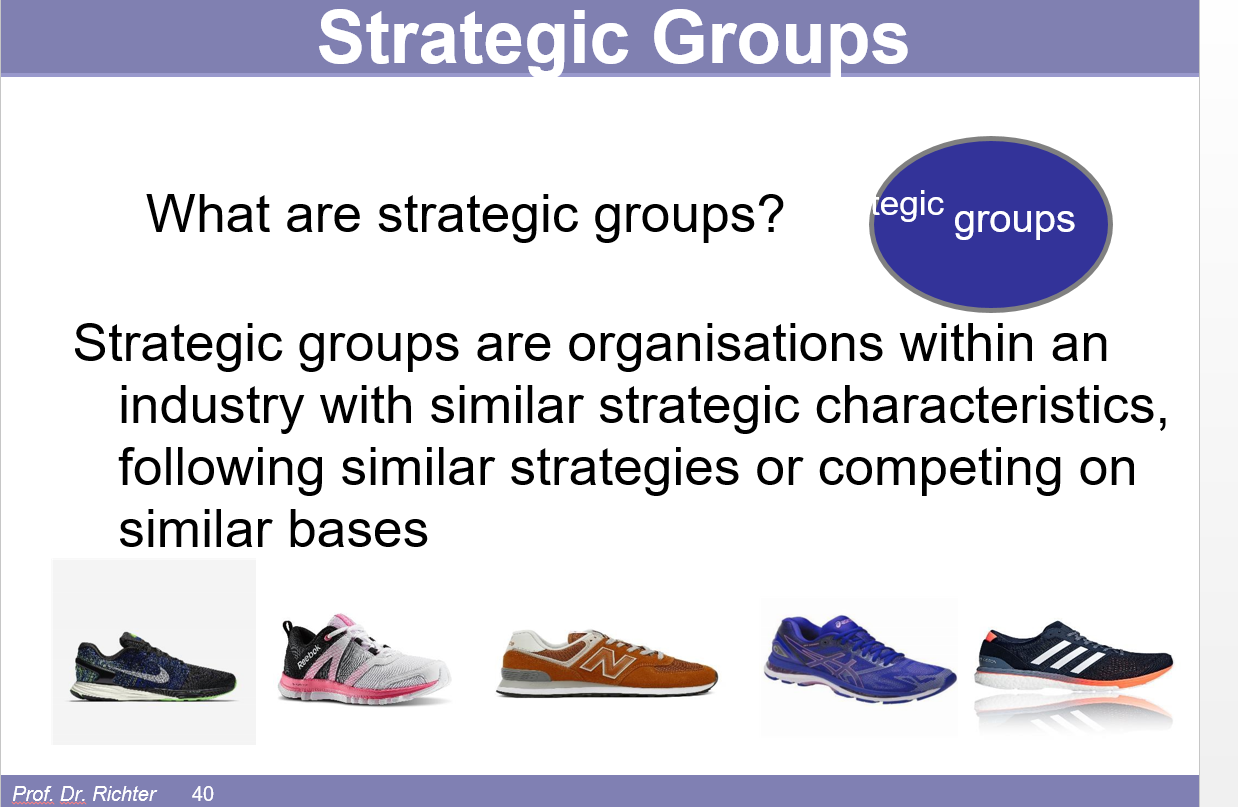 Strategic Groups
What are strategic groups?
tegic groups
Strategic groups are organisations within an
industry with similar strategic characteristics,
following similar strategies or competing on
similar bases
Reebok
N
Prof. Dr. Richter 40